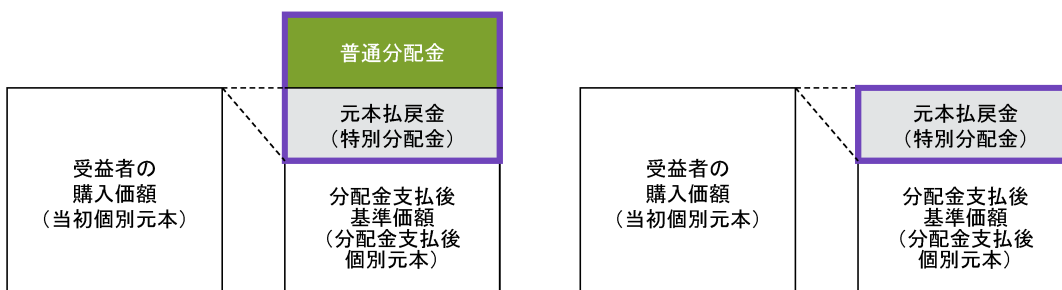 普通分配金
元本払戻金
（特別分配金）
受益者の
購入価額
（当初個別元本）
分配金支払後
基準価額
（分配金支払後
個別元本）
元本払戻金
（特別分配金）
受益者の
購入価額
（当初個別元本）
分配金支払後
基準価額
（分配金支払後
個別元本）